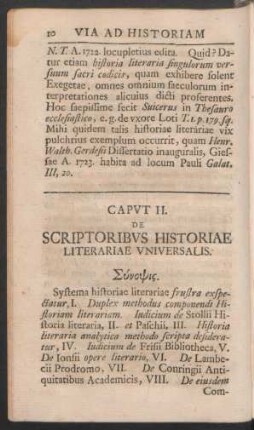 20 VIA AD HISTORIAM
N. T. A. 1722. locupletius edita. Quid? Da-
tur etiam historia literaria singulorum ver-
suum sacri codicis, quam exhibere solent
Exegetae, omnes omnium saeculorum in-
terpretationes alicuius dicti proferentes.
Hoc saepissime fecit Suicerus in Thesauro
ecclesiastico, e. g. de vxore Loti T. 1. p. 179. sq.
Mihi quidem talis historiae literariae vix
pulchrius exemplum occurrit, quam Henr.
Walth. Gerdesii Dissertatio inauguralis, Gies-
sae A. 1723. habita ad locum Pauli Galat.
III, 20.
CAPVT II.
DE
SCRIPTORIBVS HISTORIAE
LITERARIAE VNIVERSALIS.
Σύνοψις.
Systema historiae literariae frustra exspe-
ctatur, I. Duplex methodus componendi Hi-
storiam literariam. Iudicium de Stollii Hi-
storia literaria, II. et Paschii, III. Historia
literaria analytica methodo scripta desidera-
tur, IV. Iudicium de Frisii Bibliotheca, V.
De Ionsii opere literario, VI. De Lambe-
cii Prodromo, VII. De Conringii Anti-
quitatibus Academicis, VIII. De eiusdem
Com-